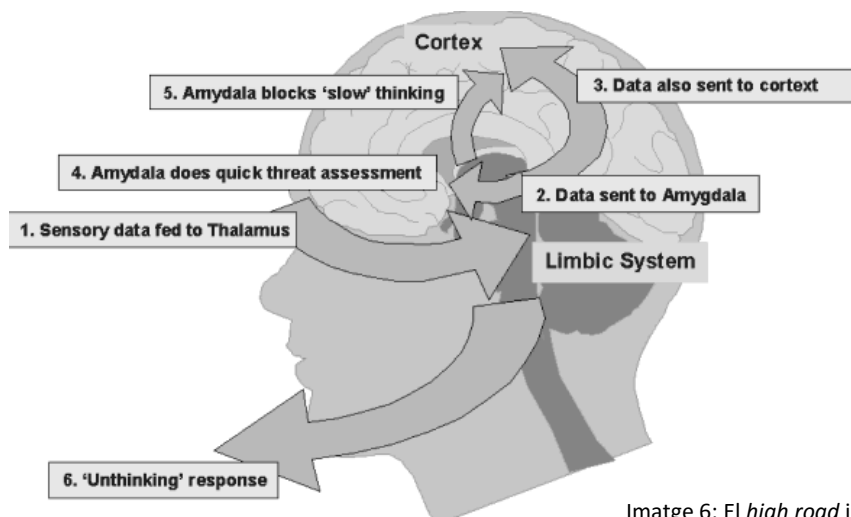 Cortex
5. Amydala blocks ‘slow’ thinking
3. Data also sent to cortext
4. Amydala does quick threat assessment
2. Data sent to Amygdala
1. Sensory data fed to Thalamus
Limbic System
6. ‘Unthinking’ response
Imatge 6: El high road i